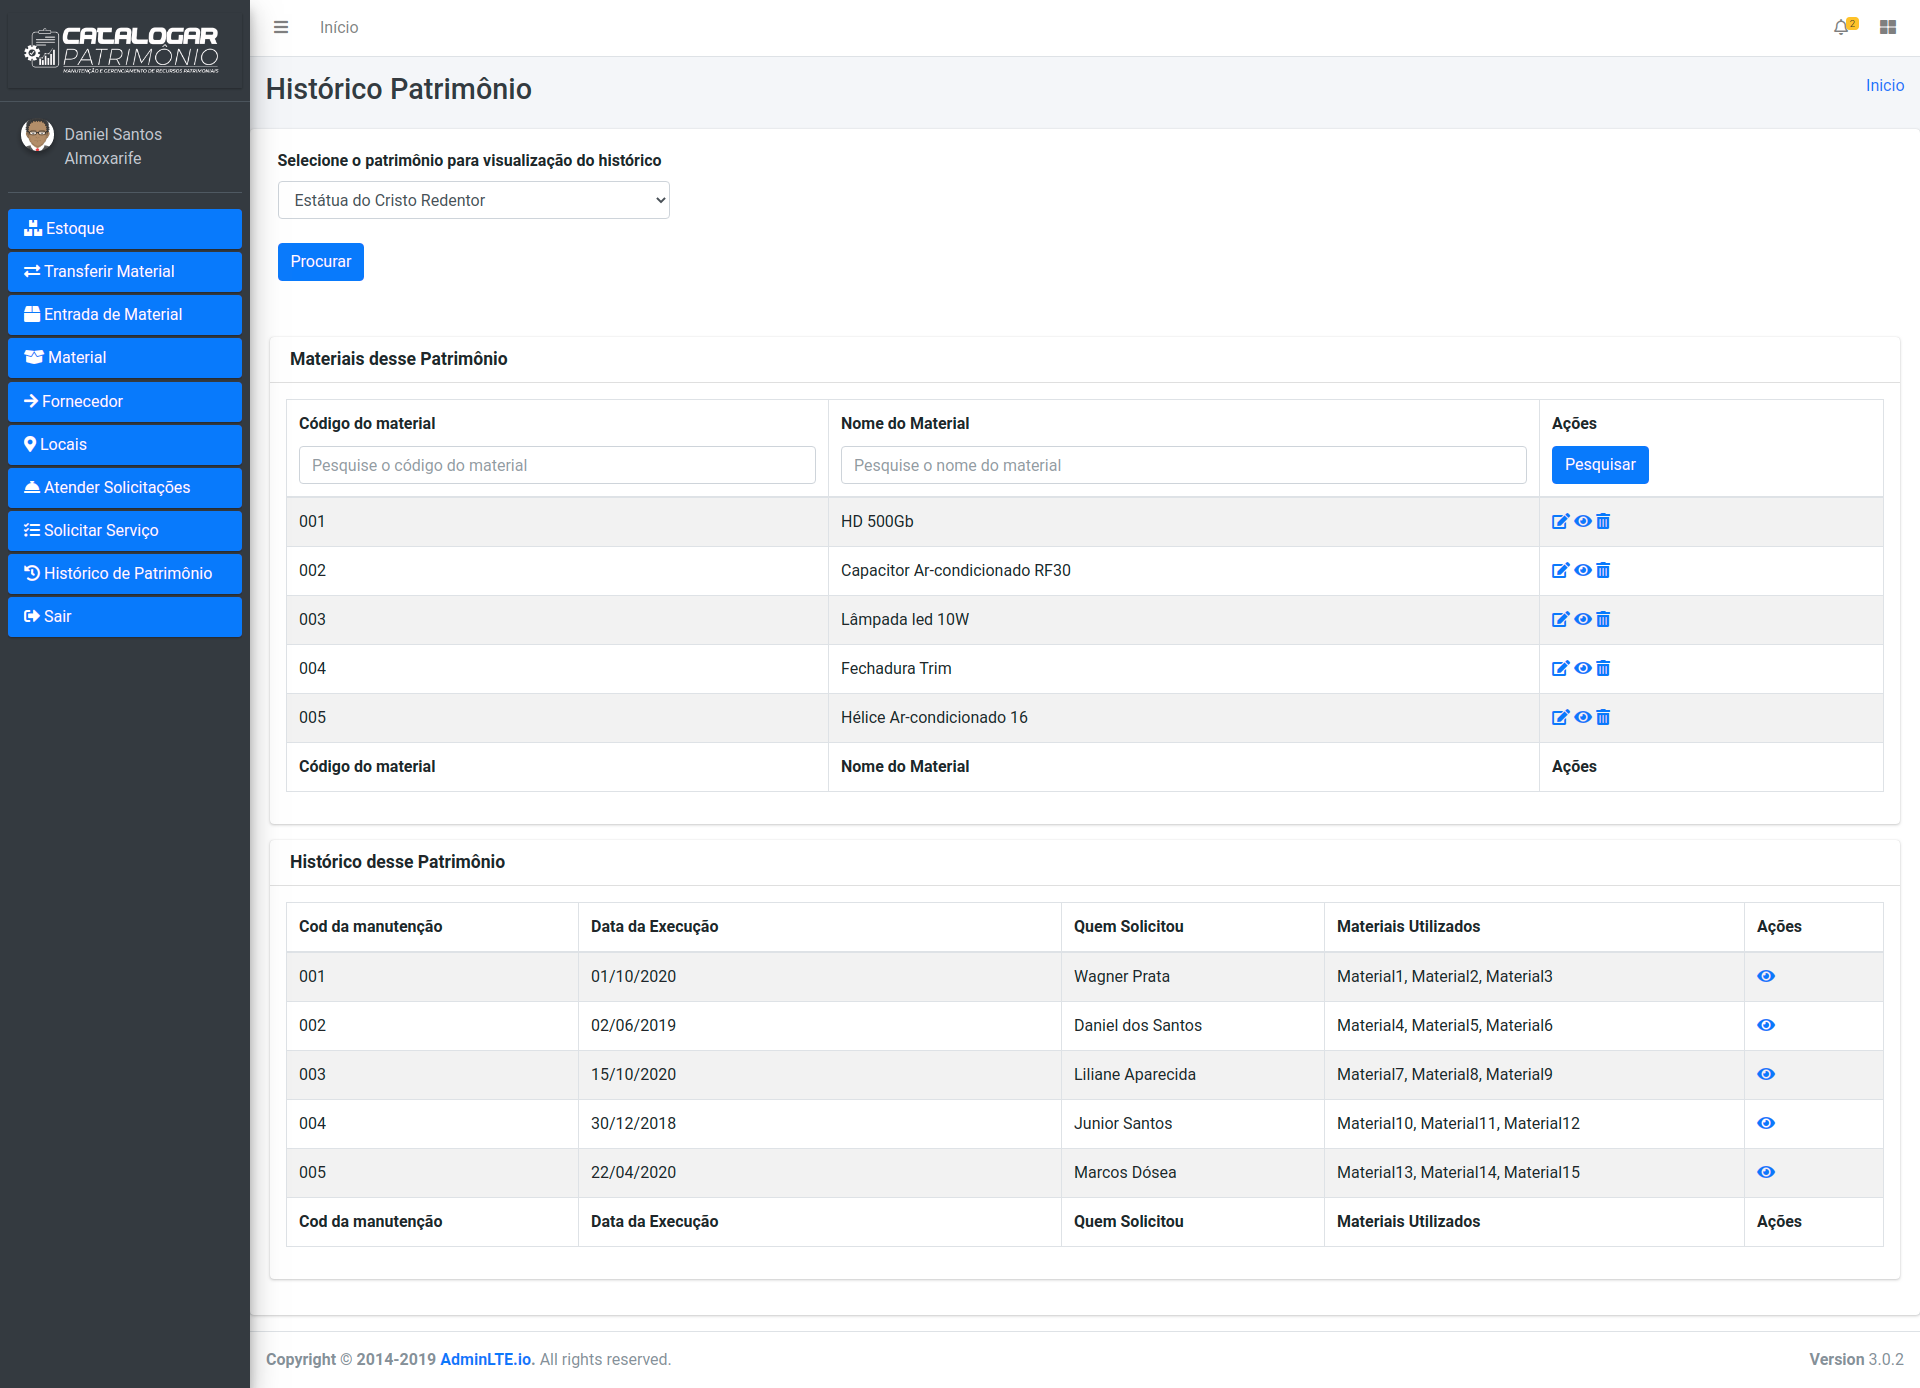 CATALOGAR
PATRIMÔNIO
MANUTENÇÃO E GERENCIAMENTO DE RECURSOS PATRIMONIAIS
Início
2
Histórico Patrimônio
Inicio
Daniel Santos
Almoxarife
Estoque
Transferir Material
Entrada de Material
Material
Fornecedor
Locais
Atender Solicitações
Solicitar Serviço
Histórico de Patrimônio
Sair
Selecione o patrimônio para visualização do histórico
Estátua do Cristo Redentor
Procurar
Materiais desse Patrimônio
Código do material Nome do Material Ações
Pesquise o código do material Pesquise o nome do material Pesquisar
001 HD 500Gb
002 Capacitor Ar-condicionado RF30
003 Lâmpada led 10W
004 Fechadura Trim
005 Hélice Ar-condicionado 16
Código do material Nome do Material Ações
Histórico desse Patrimônio
Cod da manutenção Data da Execução Quem Solicitou Materiais Utilizados Ações
001 01/10/2020 Wagner Prata Material1, Material2, Material3
002 02/06/2019 Daniel dos Santos Material4, Material5, Material6
003 15/10/2020 Liliane Aparecida Material7, Material8, Material9
004 30/12/2018 Junior Santos Material10, Material11, Material12
005 22/04/2020 Marcos Dósea Material13, Material14, Material15
Cod da manutenção Data da Execução Quem Solicitou Materiais Utilizados Ações
Copyright © 2014-2019 AdminLTE.io. All rights reserved.
Version 3.0.2